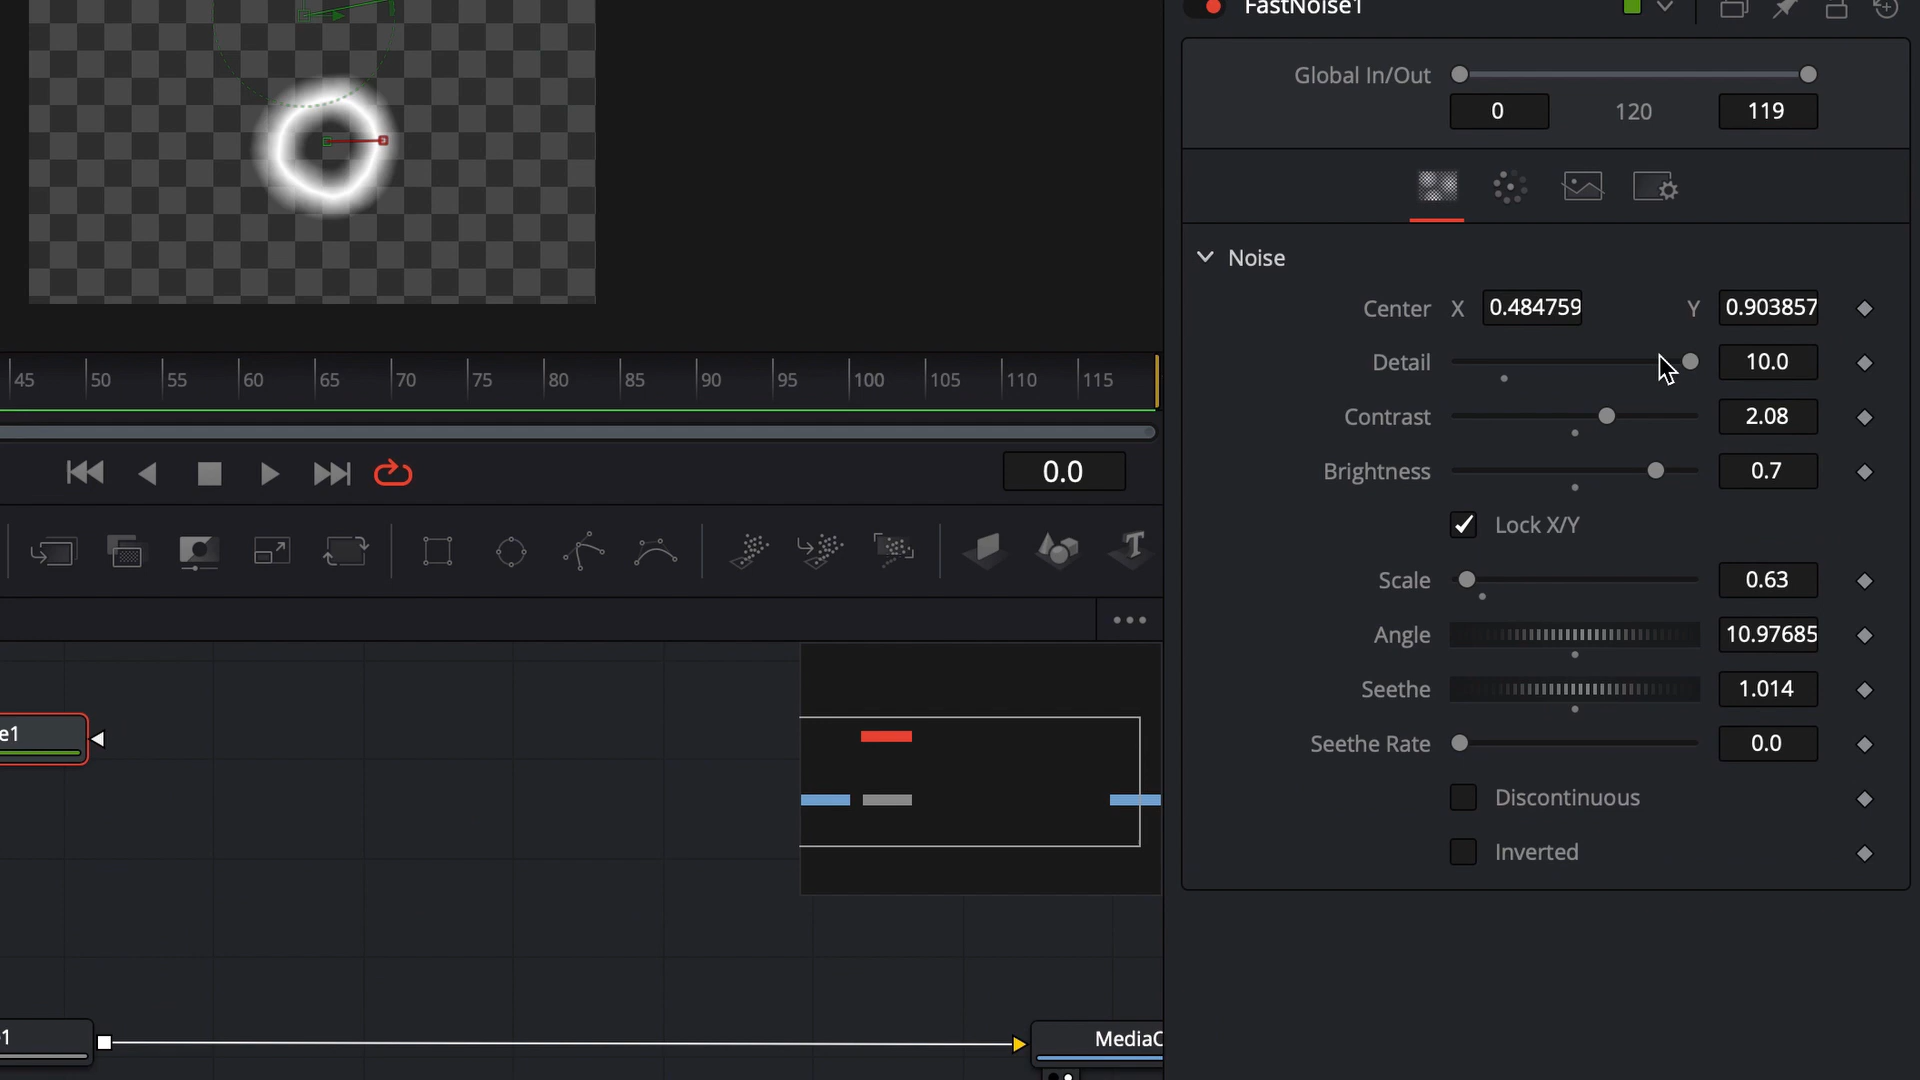 FastNoise1
Global In/Out
0 120 119
Noise
Center X 0.484759 Y 0.903857
Detail 10.0
Contrast 2.08
Brightness 0.7
Lock X/Y
Scale 0.63
Angle 10.97685
Seethe 1.014
Seethe Rate 0.0
Discontinuous
Inverted
45 50 55 60 65 70 75 80 85 90 95 100 105 110 115
0.0
T
e1
1
MediaO